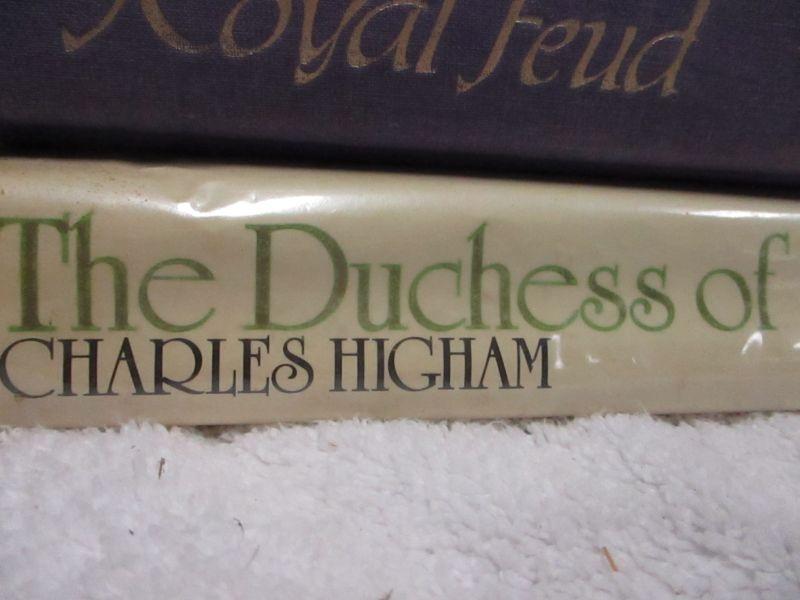 Royal Feud
The Duchess of
CHARLES HIGHAM